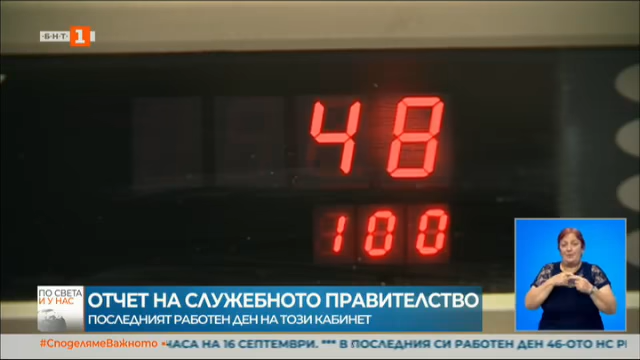 БНТ 1
48
100
ПО СВЕТА
И У НАС
ОТЧЕТ НА СЛУЖЕБНОТО ПРАВИТЕЛСТВО
ПОСЛЕДНИЯТ РАБОТЕН ДЕН НА ТОЗИ КАБИНЕТ
#СподелямеВажното ЧАСА НА 16 СЕПТЕМВРИ. *** В ПОСЛЕДНИЯ СИ РАБОТЕН ДЕН 46-ОТО НС